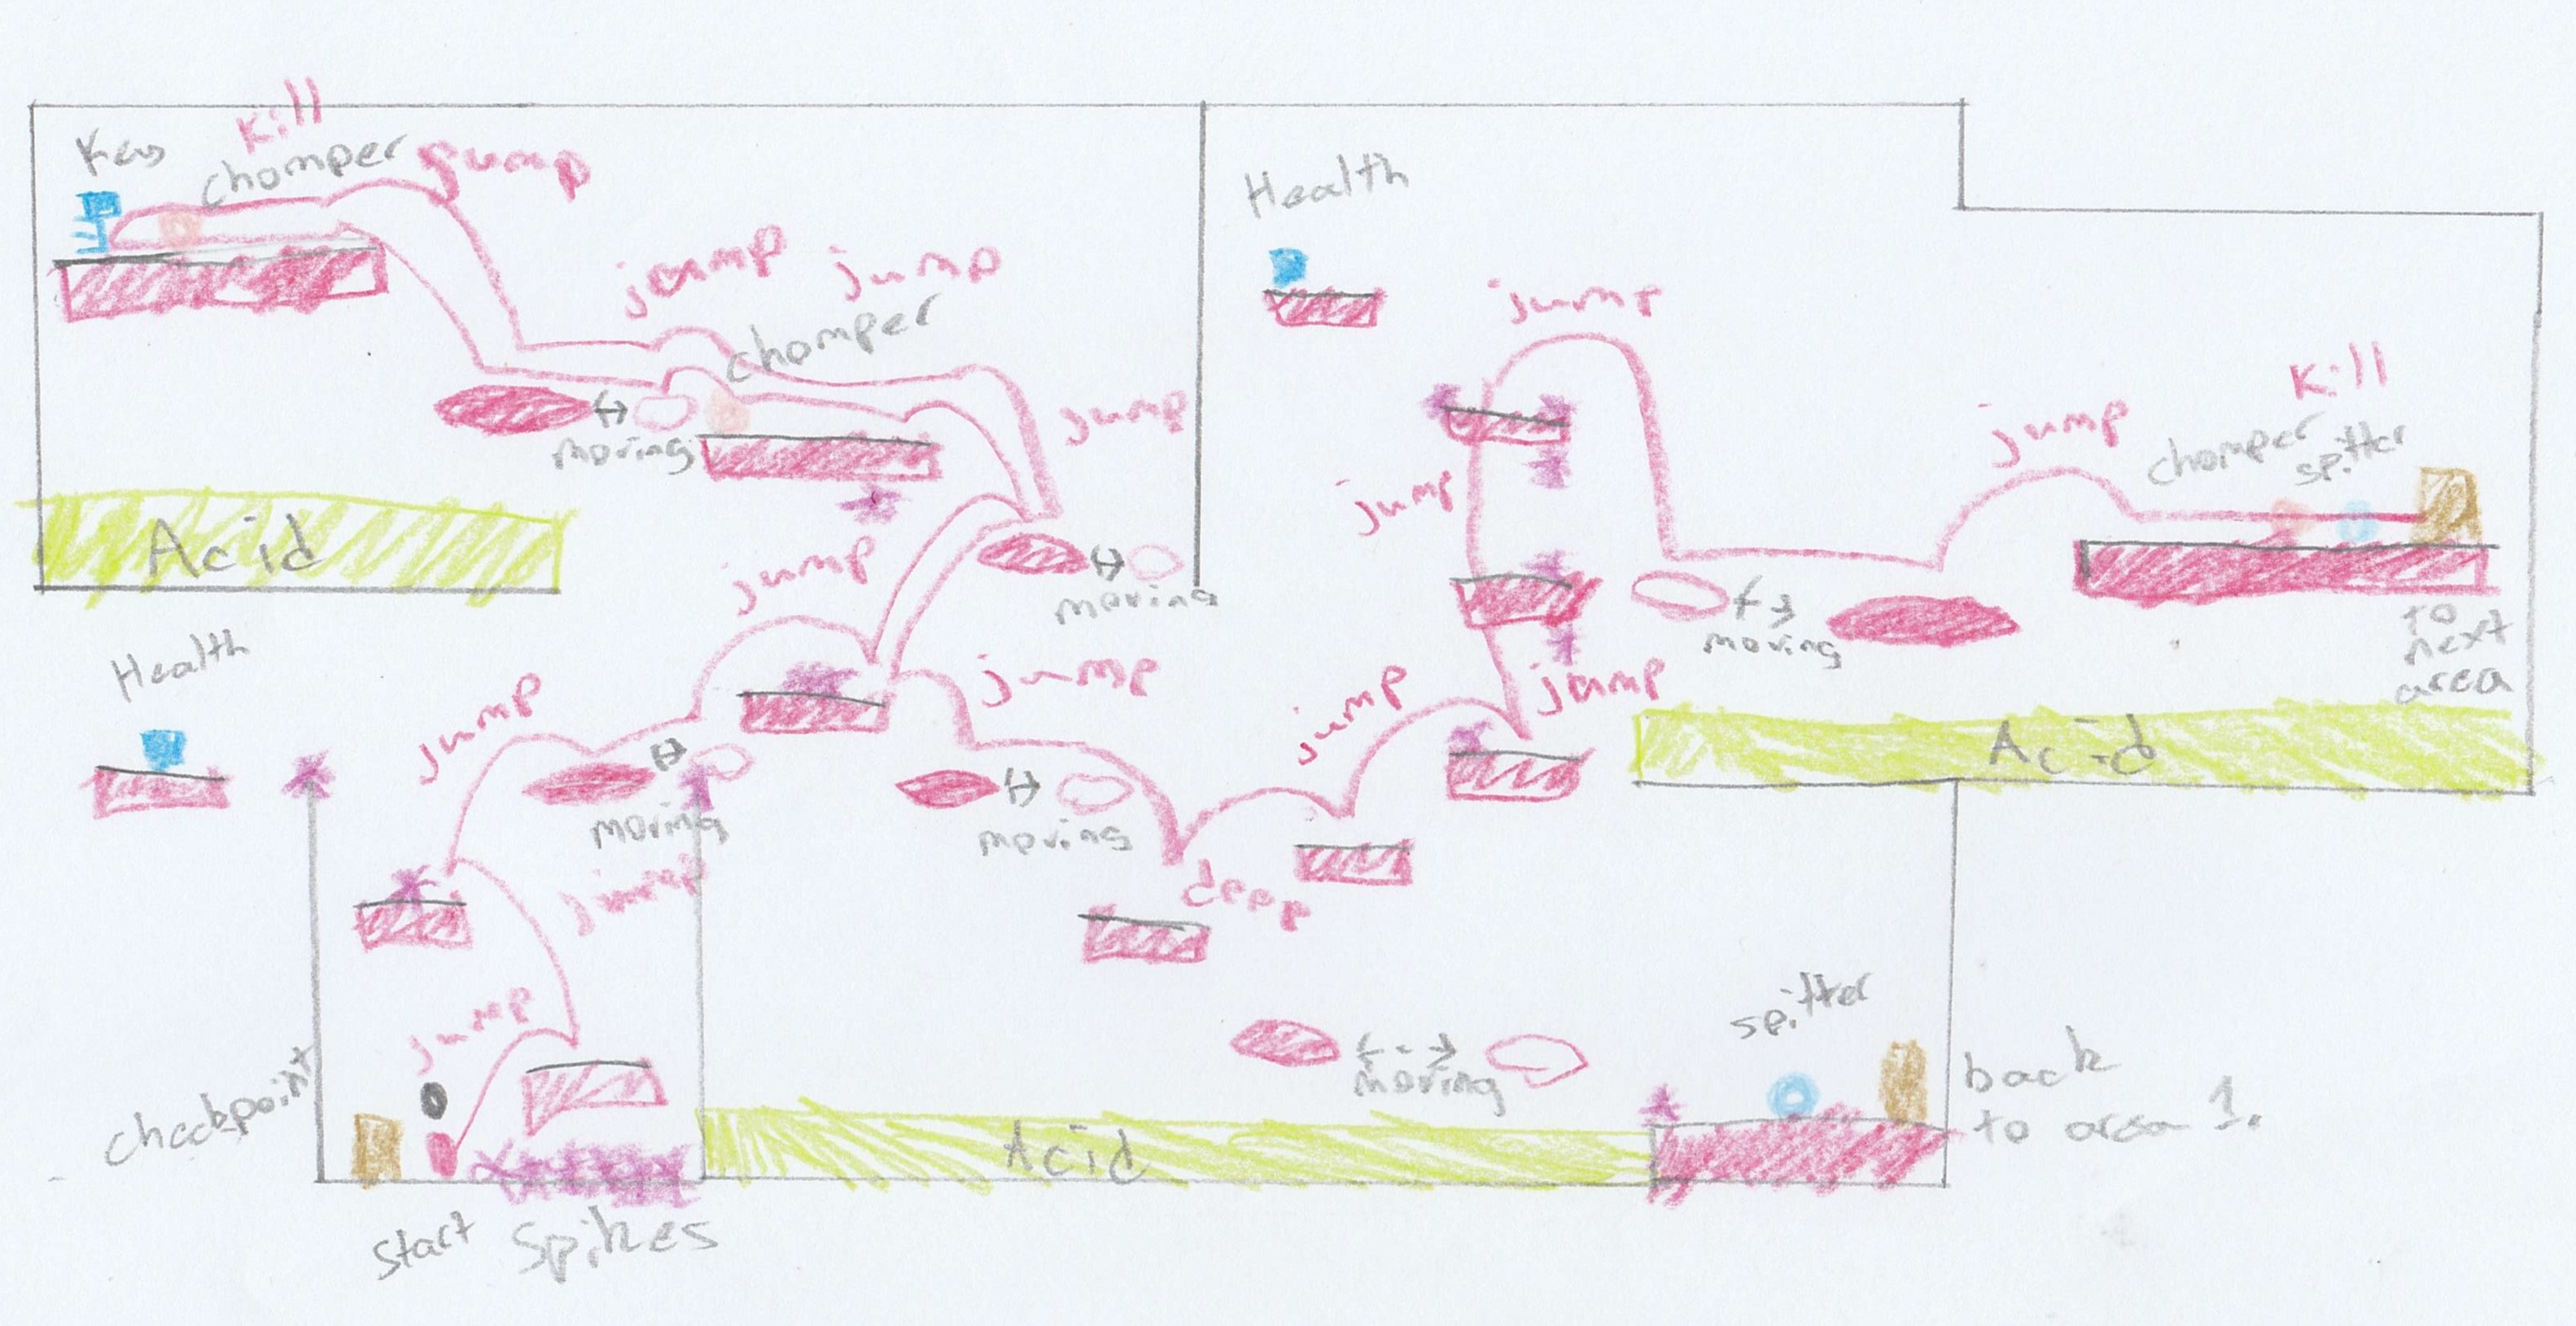 Key
Kill
chomper
jump
jump
jump
chomper
jump
moving
Acid
jump
moving
Health
jump
moving
jump
jump
jump
moving
drop
checkpoint
start
Spikes
Acid
Health
jump
jump
jump
jump
moving
jump
Kill
chomper
spitter
to
next
area
Acid
moving
spitter
back
to area 1.